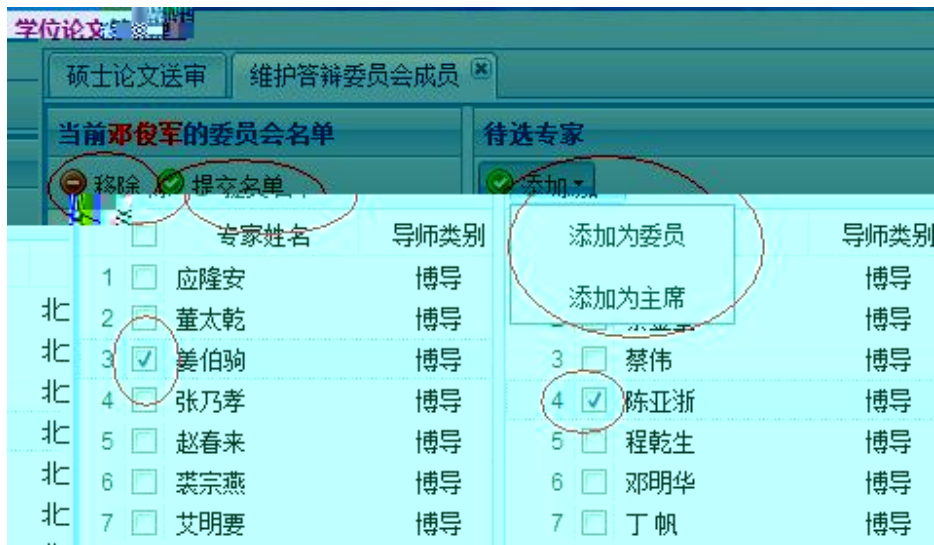 学位论文
硕士论文送审 维护答辩委员会成员
当前邓俊军的委员会名单 待选专家
移除 提交名单 添加
专家姓名 导师类别 添加为委员 导师类别
1 应隆安 博导 博导
添加为主席
北 2 董太乾 博导 博导
北 3 姜伯驹 博导 3 蔡伟 博导
北 4 张乃孝 博导 4 陈亚浙 博导
北 5 赵春来 博导 5 程乾生 博导
北 6 裘宗燕 博导 6 邓明华 博导
北 7 艾明要 博导 7 丁帆 博导